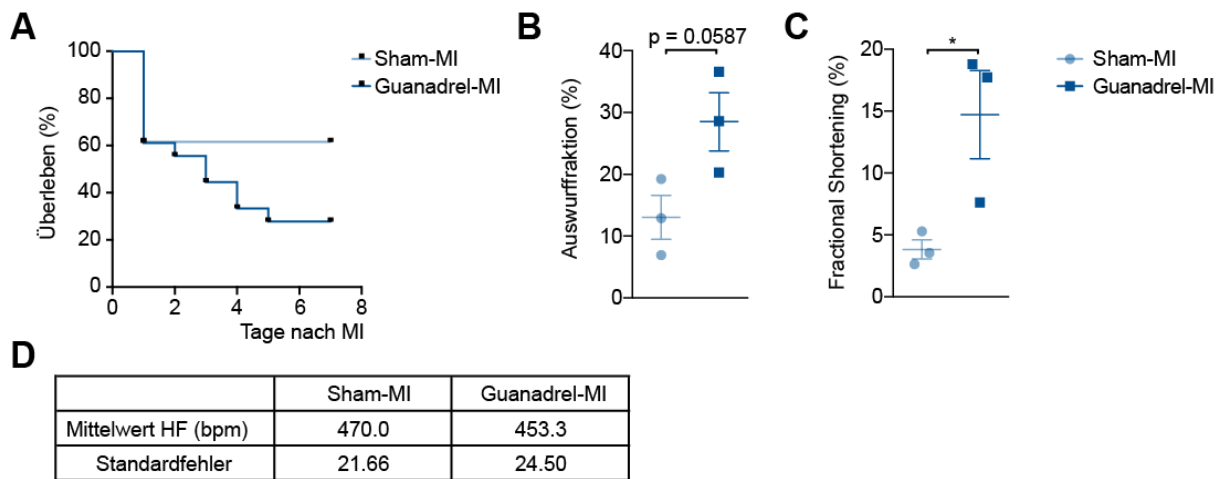 A
Überleben (%)
100
80
60
40
20
0
0 2 4 6 8
Tage nach MI
Sham-MI
Guanadrel-MI
B
p = 0.0587
Auswurffraktion (%)
40
30
20
10
0
C
*
Fractional Shortening (%)
20
15
10
5
0
Sham-MI
Guanadrel-MI
D
Sham-MI Guanadrel-MI
Mittelwert HF (bpm) 470.0 453.3
Standardfehler 21.66 24.50